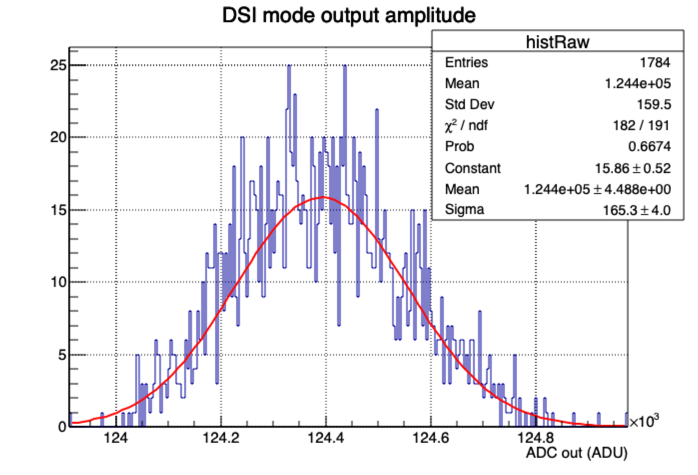 DSI mode output amplitude
histRaw
Entries 1784
Mean 1.244e+05
Std Dev 159.5
χ² / ndf 182 / 191
Prob 0.6674
Constant 15.86 ± 0.52
Mean 1.244e+05 ± 4.488e+00
Sigma 165.3 ± 4.0
25
20
15
10
5
0
124 124.2 124.4 124.6 124.8 ×10³
ADC out (ADU)